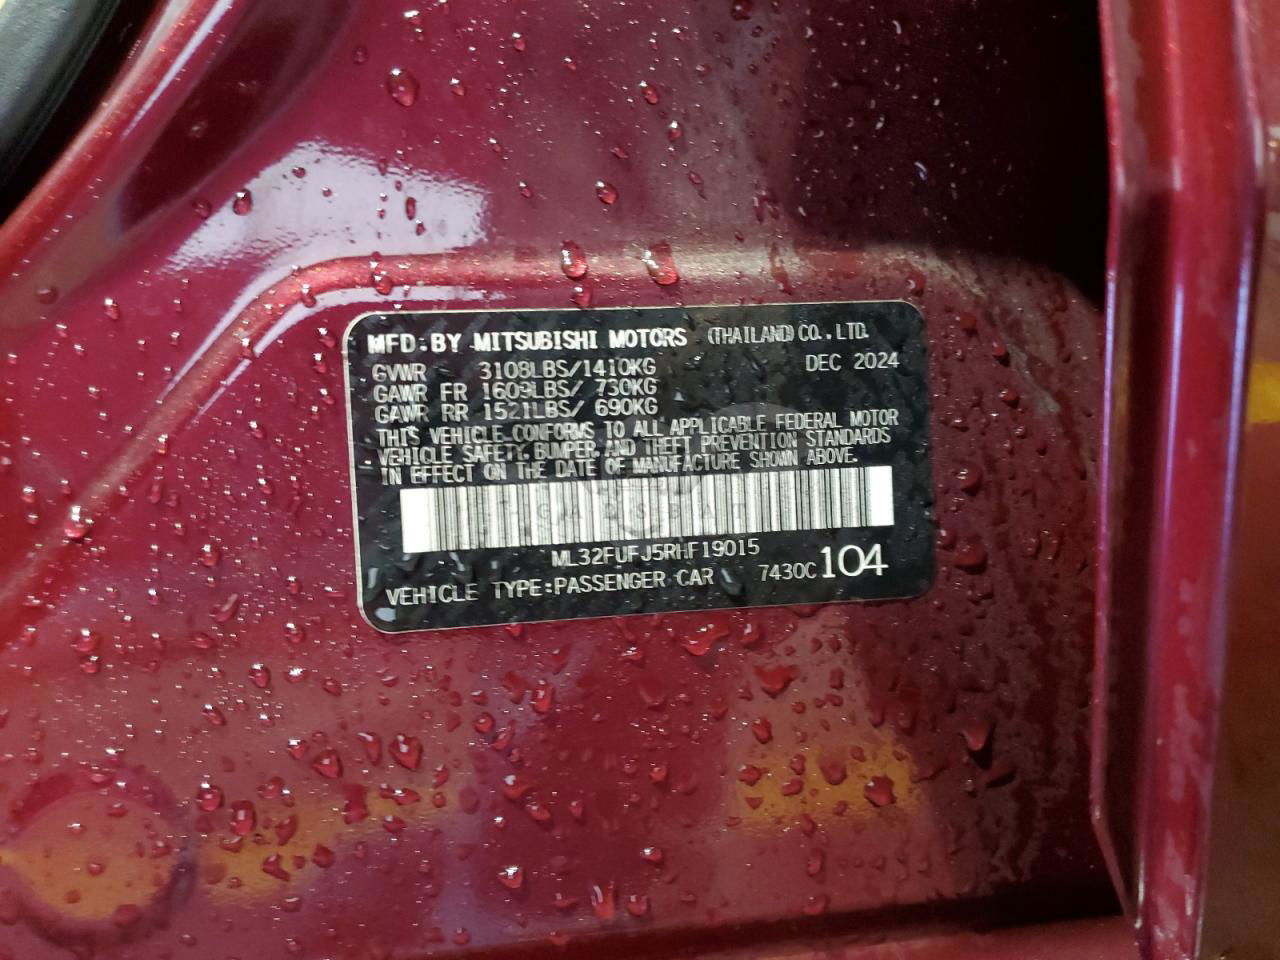 MFD. BY MITSUBISHI MOTORS (THAILAND) CO., LTD.
GVWR 3108LBS/1410KG DEC 2024
GAWR FR 1609LBS/ 730KG
GAWR RR 1521LBS/ 690KG
THIS VEHICLE CONFORMS TO ALL APPLICABLE FEDERAL MOTOR
VEHICLE SAFETY, BUMPER, AND THEFT PREVENTION STANDARDS
IN EFFECT ON THE DATE OF MANUFACTURE SHOWN ABOVE.
CARSBAT
ML32FUFJ5RHF19015
VEHICLE TYPE:PASSENGER CAR 7430C 104